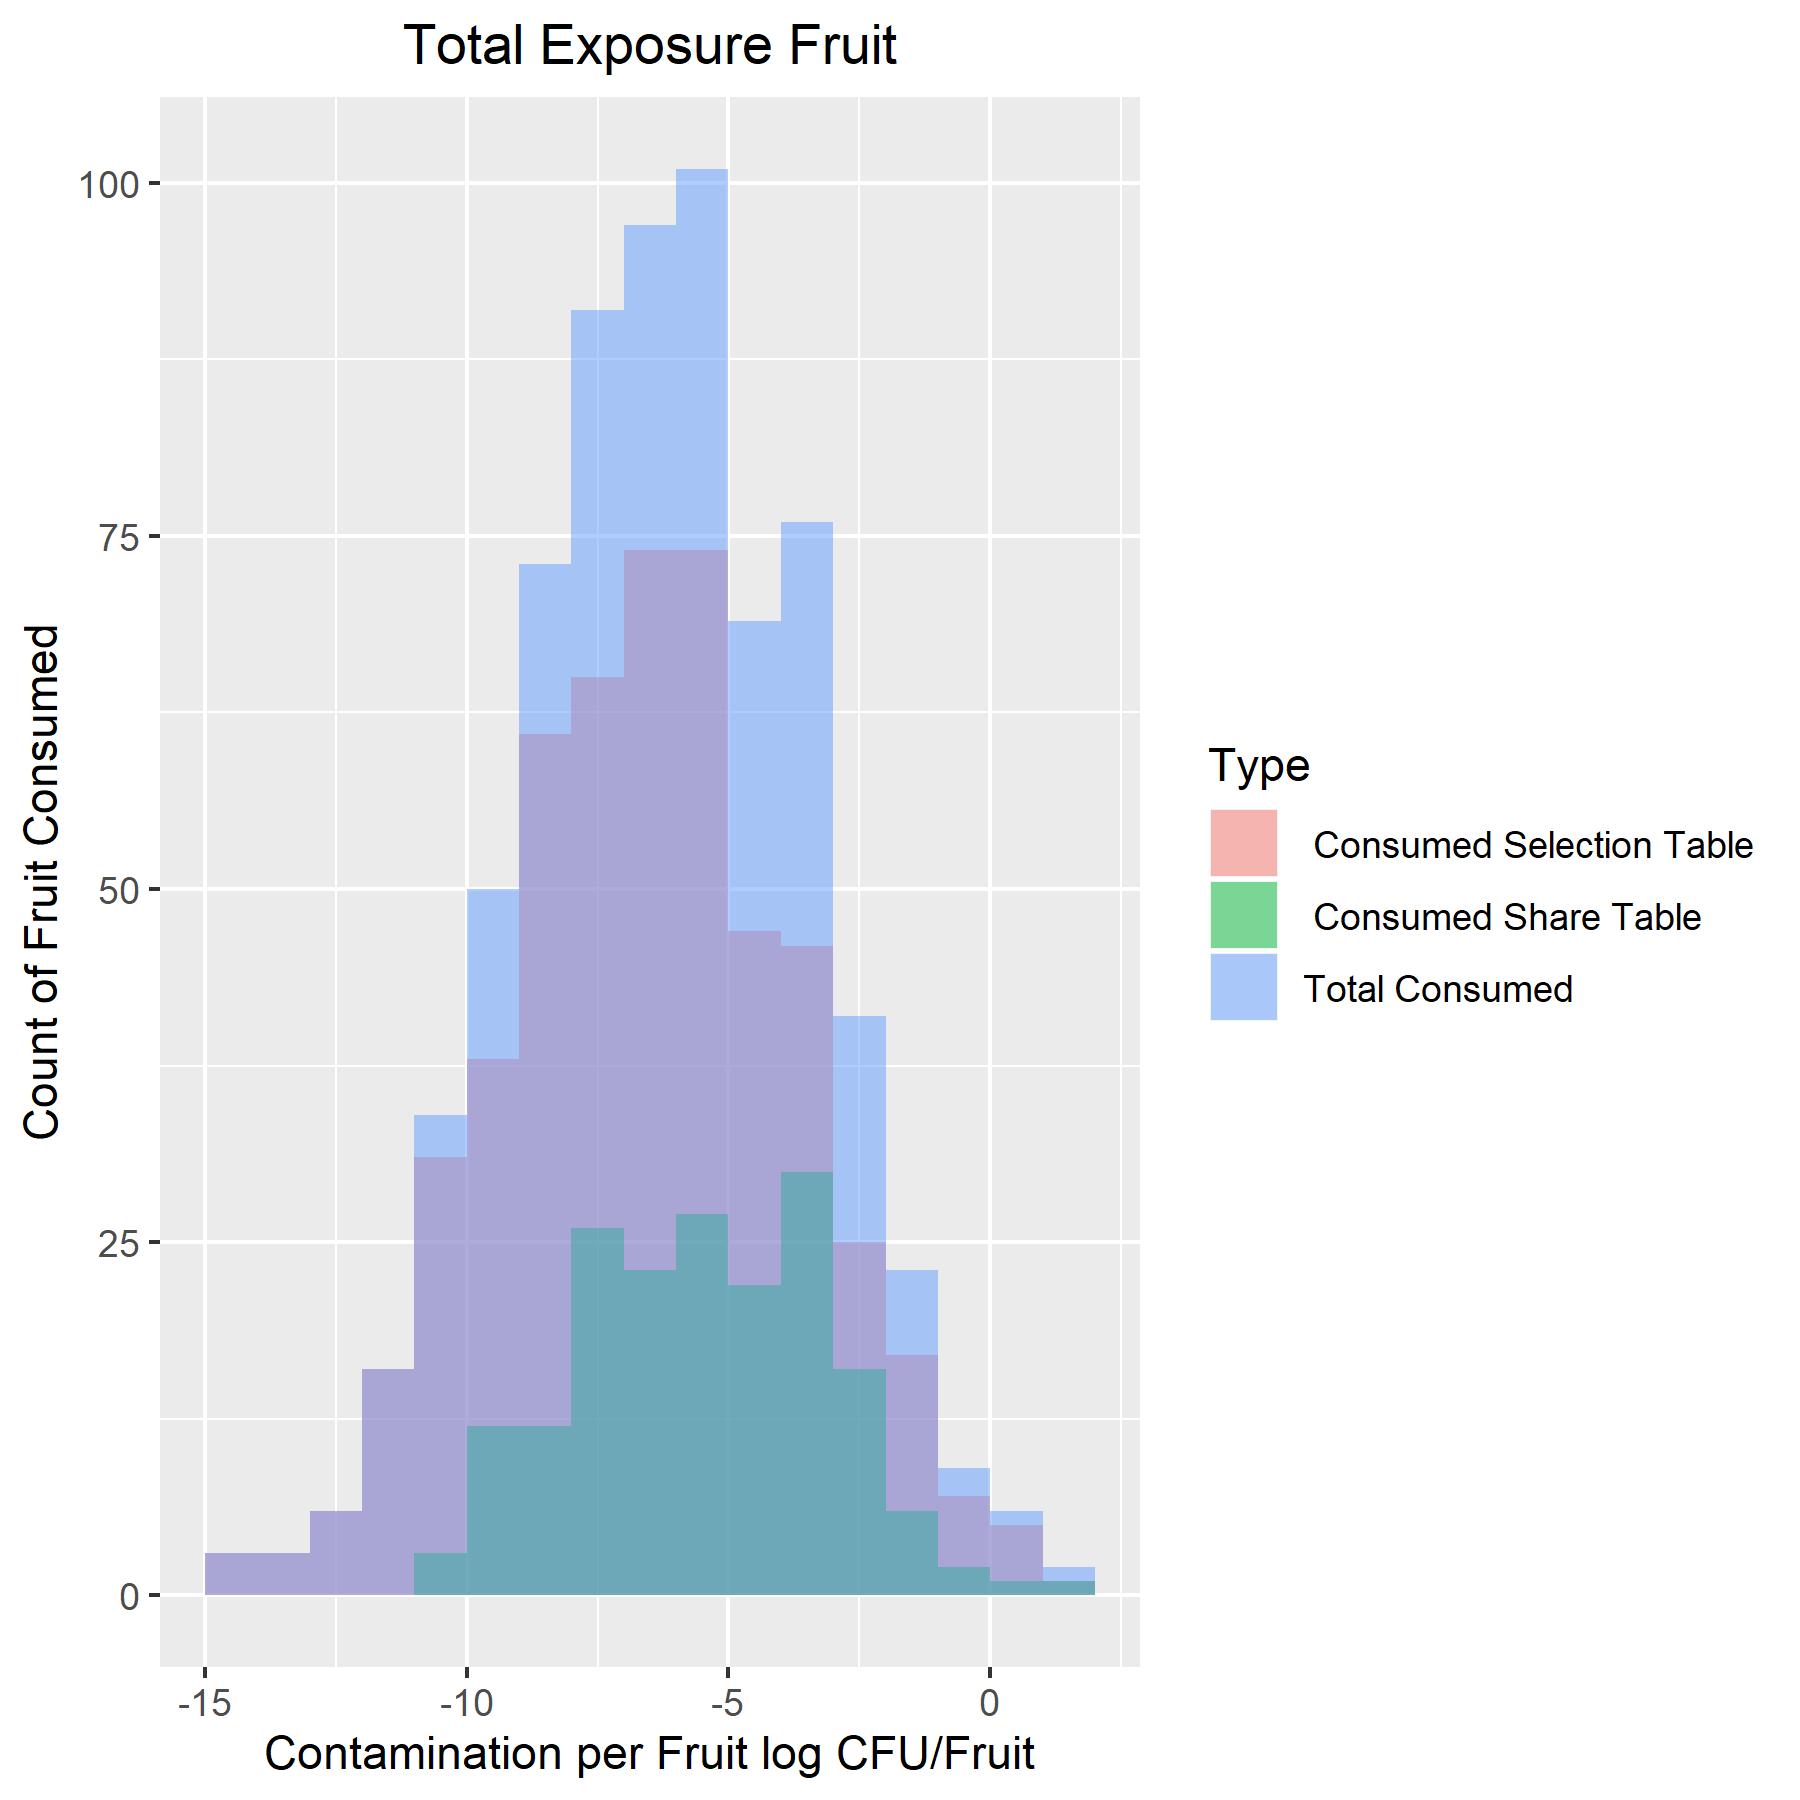 Total Exposure Fruit
100
75
50
25
0
Count of Fruit Consumed
-15 -10 -5 0
Contamination per Fruit log CFU/Fruit
Type
Consumed Selection Table
Consumed Share Table
Total Consumed